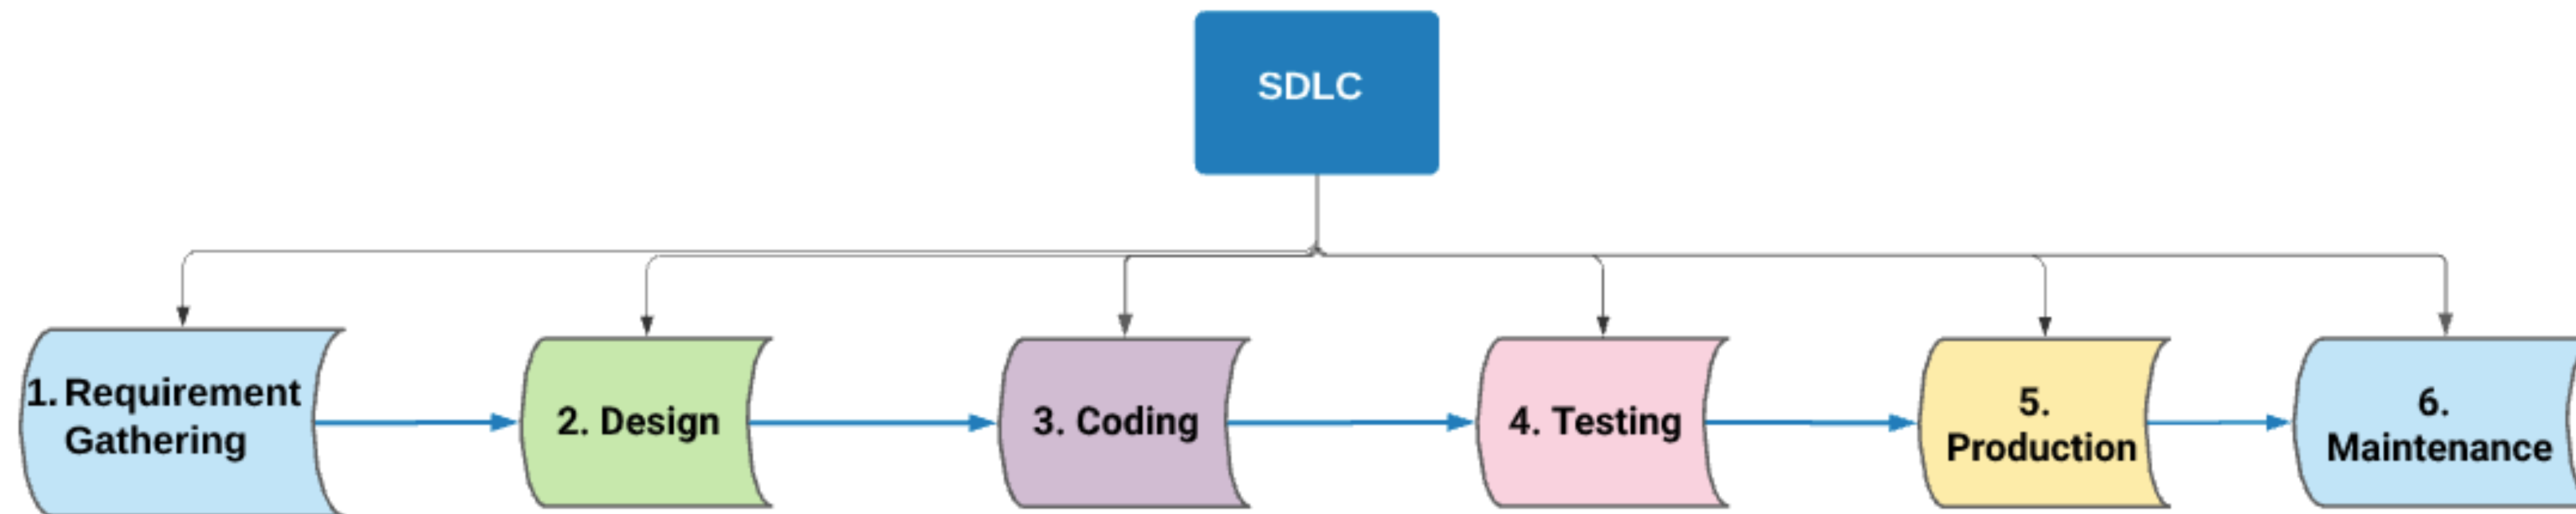 SDLC
1. Requirement
Gathering
2. Design
3. Coding
4. Testing
5.
Production
6.
Maintenance